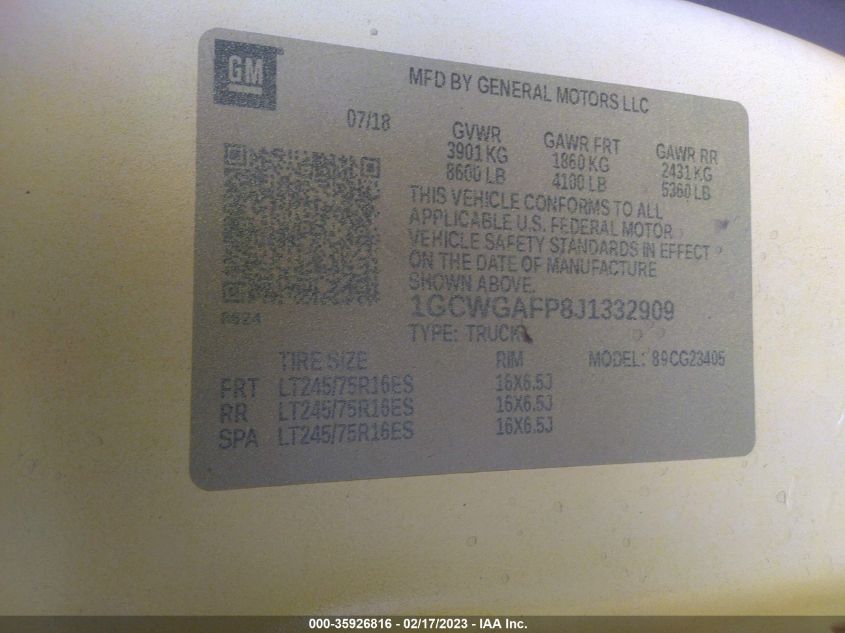 GM
MFD BY GENERAL MOTORS LLC
07/18
GVWR GAWR FRT GAWR RR
3901 KG 1860 KG 2431 KG
8600 LB 4100 LB 5360 LB
THIS VEHICLE CONFORMS TO ALL
APPLICABLE U.S. FEDERAL MOTOR
VEHICLE SAFETY STANDARDS IN EFFECT
ON THE DATE OF MANUFACTURE
SHOWN ABOVE.
1GCWGAFP8J1332909
R624
TYPE: TRUCK
TIRE SIZE RIM MODEL: 89CG23405
FRT LT245/75R16ES 16X6.5J
RR LT245/75R16ES 16X6.5J
SPA LT245/75R16ES 16X6.5J
000-35926816 - 02/17/2023 - IAA Inc.